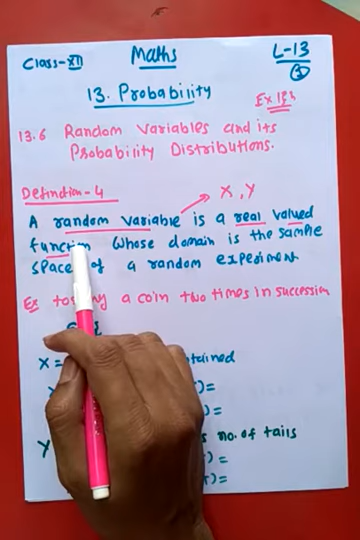 Class-XII Maths L-13
3
13. Probability
Ex 13.
13.6 Random Variables and its
Probability Distributions.
Definition-4 X, Y
A random variable is a real valued
function whose domain is the sample
space of a random experiment
Ex tossing a coin two times in succession
X = tained
)=
)=
Y no. of tails
)=
)=